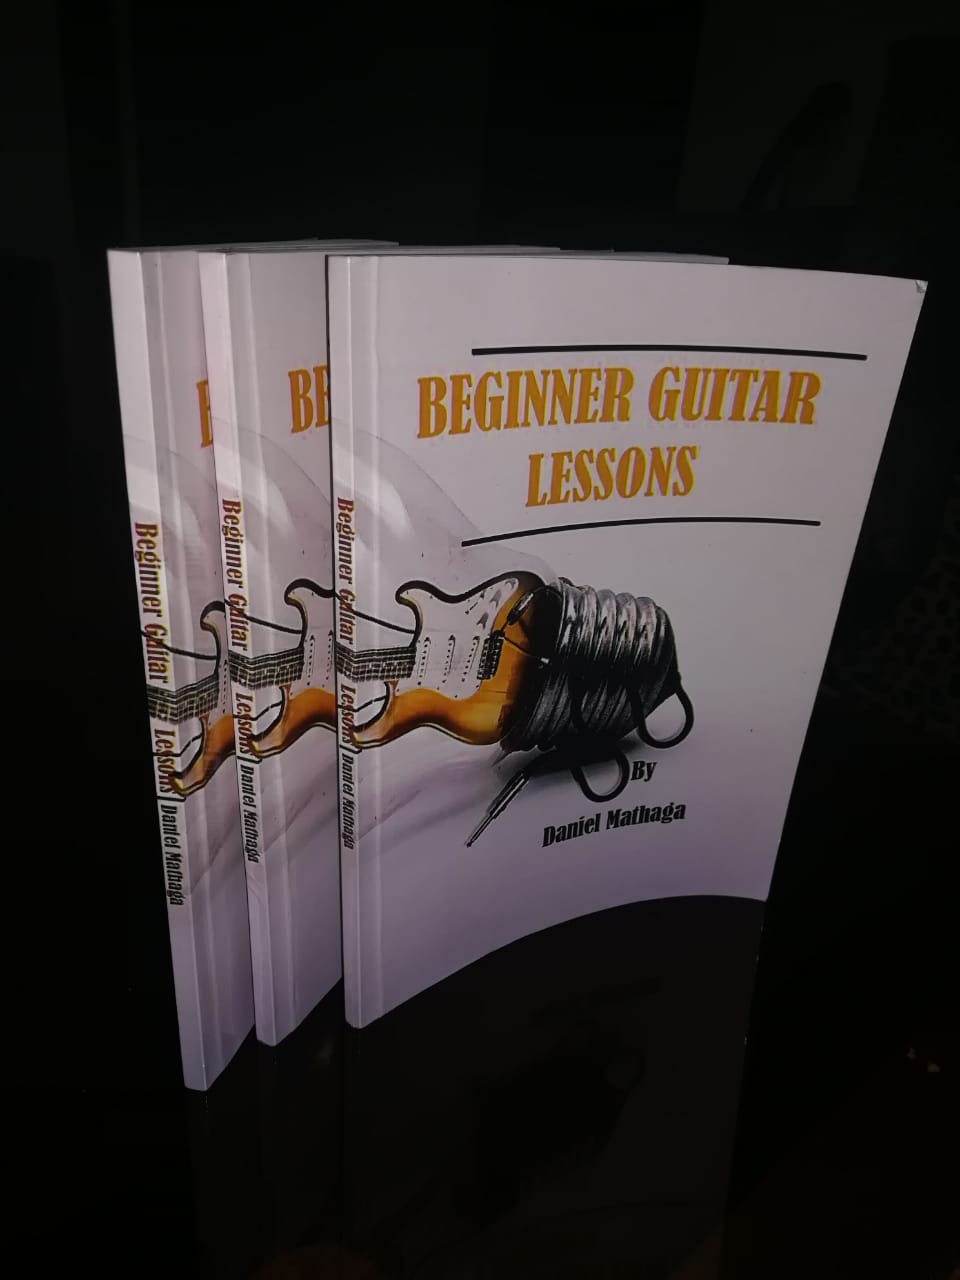 BEGINNER GUITAR
LESSONS
By
Daniel Mathaga
Beginner Guitar Lessons | Daniel Mathaga
Beginner Guitar Lessons | Daniel Mathaga
Beginner Guitar Lessons | Daniel Mathaga
BE
B